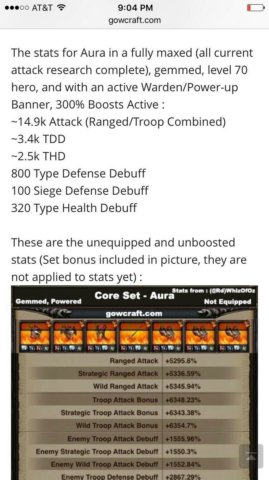 AT&T 9:04 PM
gowcraft.com
The stats for Aura in a fully maxed (all current
attack research complete), gemmed, level 70
hero, and with an active Warden/Power-up
Banner, 300% Boosts Active :
~14.9k Attack (Ranged/Troop Combined)
~3.4k TDD
~2.5k THD
800 Type Defense Debuff
100 Siege Defense Debuff
320 Type Health Debuff
These are the unequipped and unboosted
stats (Set bonus included in picture, they are
not applied to stats yet) :
Stats from : (@Rd)WhizOfOz
Core Set - Aura
Gemmed, Powered
Not Equipped
gowcraft.com
Ranged Attack +5295.6%
Strategic Ranged Attack +5336.59%
Wild Ranged Attack +5345.94%
Troop Attack Bonus +6348.23%
Strategic Troop Attack Bonus +6343.38%
Wild Troop Attack Bonus +6354.7%
Enemy Troop Attack Debuff +1555.96%
Enemy Strategic Troop Attack Debuff +1550.3%
Enemy Wild Troop Attack Debuff +1552.84%
Enemy Troop Defense Debuff +2867.29%